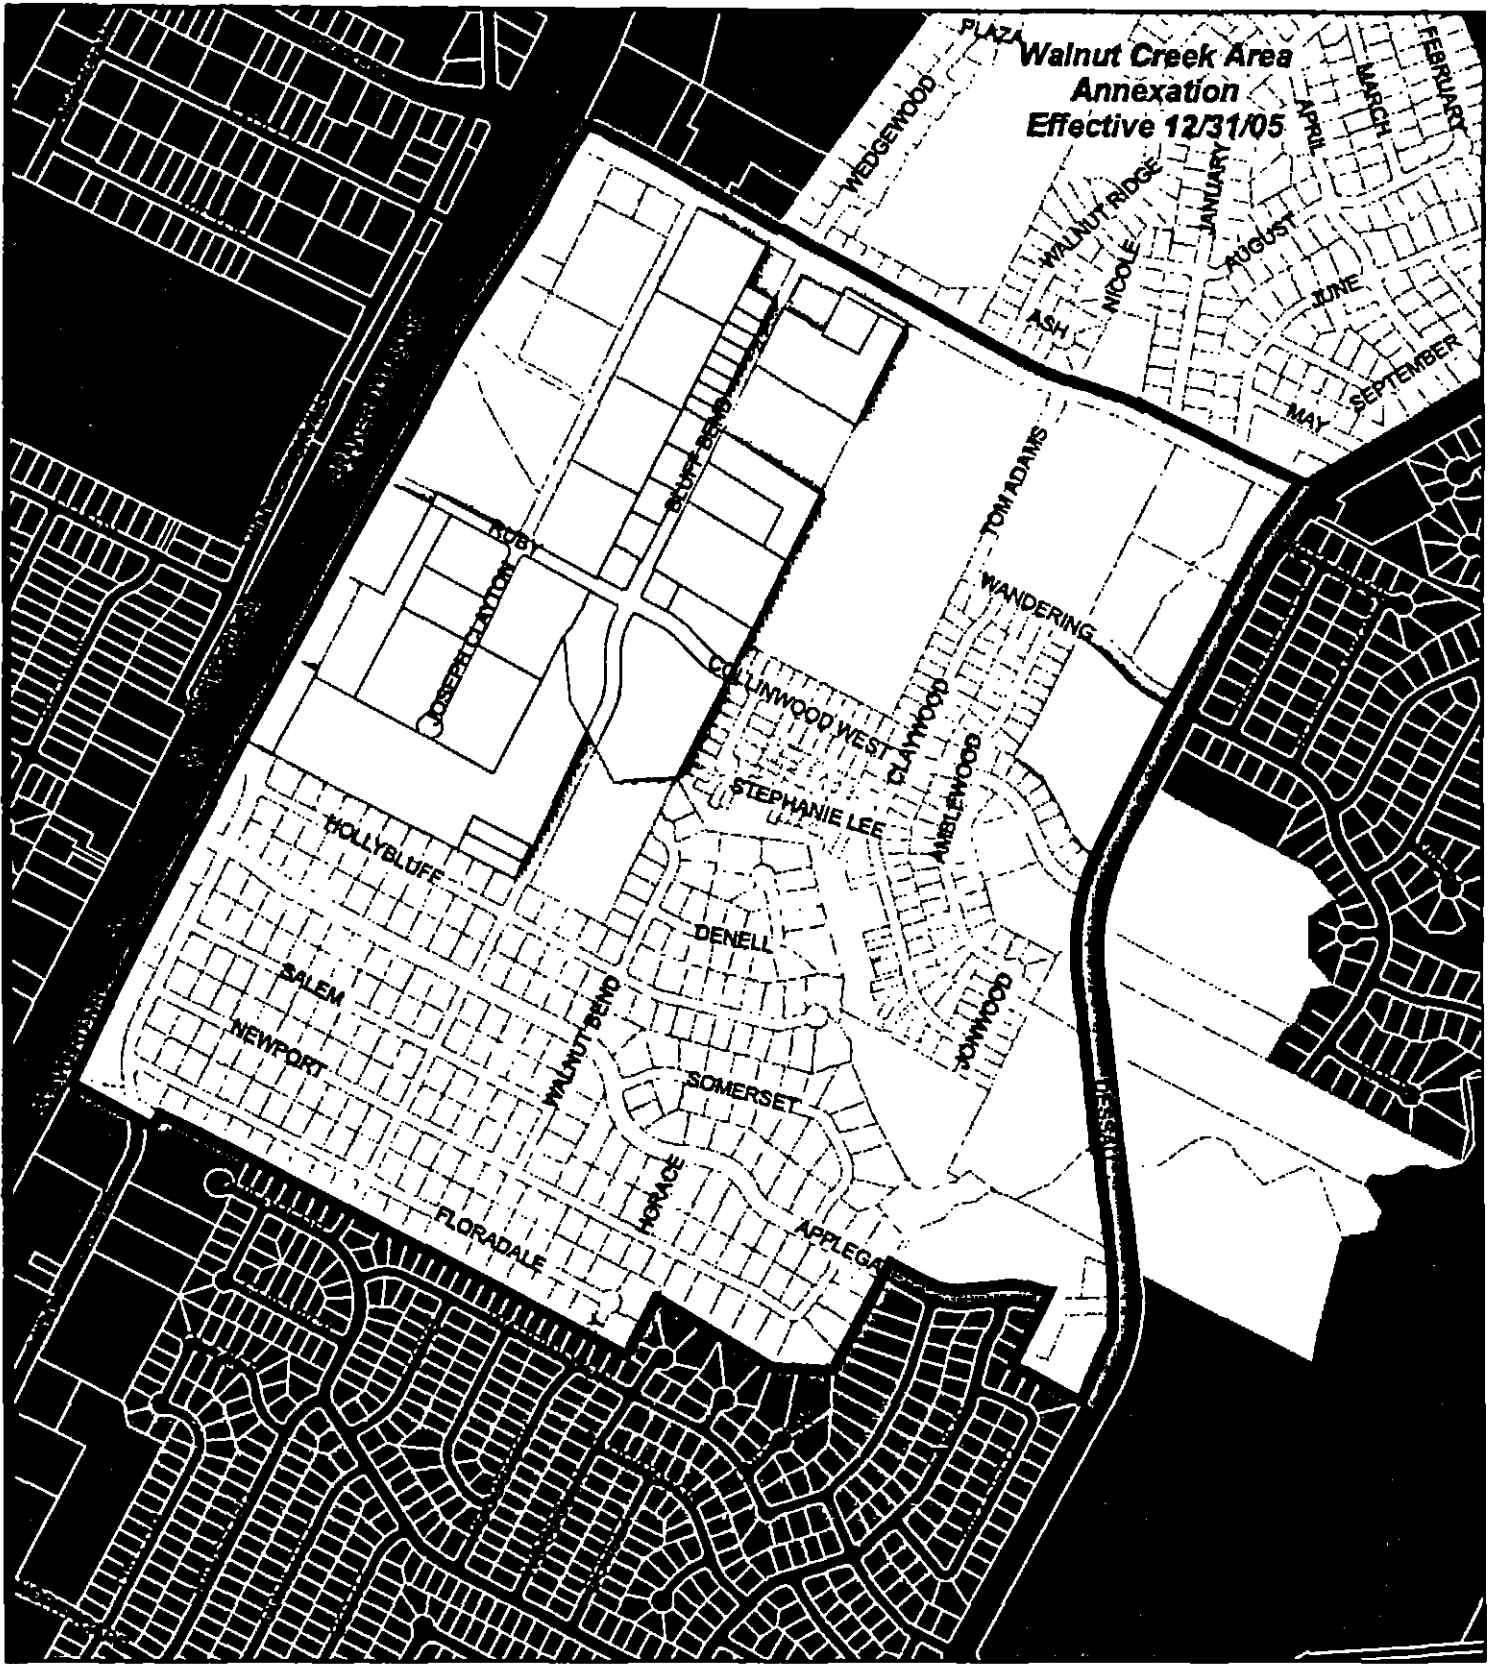 PLAZA
Walnut Creek Area
Annexation
Effective 12/31/05
FEBRUARY
MARCH
APRIL
WEDGEWOOD
WALNUT RIDGE
JANUARY
AUGUST
NICOLE
JUNE
ASH
SEPTEMBER
MAY
BLUFF BEND
TOM ADAMS
RUBY
JOSEPH CLAYTON
WANDERING
COLLINWOOD WEST
CLAYWOOD
AMBLEWOOD
STEPHANIE LEE
HOLLYBLUFF
DENELL
SALEM
NEWPORT
WALNUT BEND
JONWOOD
SOMERSET
DESSAU
HORACE
FLORADALE